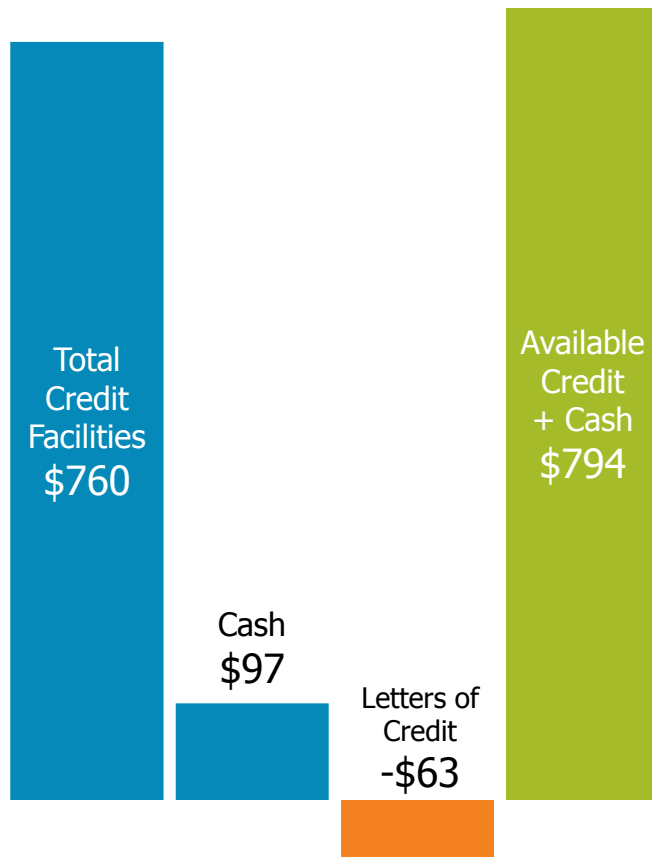 Total
Credit
Facilities
$760
Cash
$97
Letters of
Credit
-$63
Available
Credit
+ Cash
$794